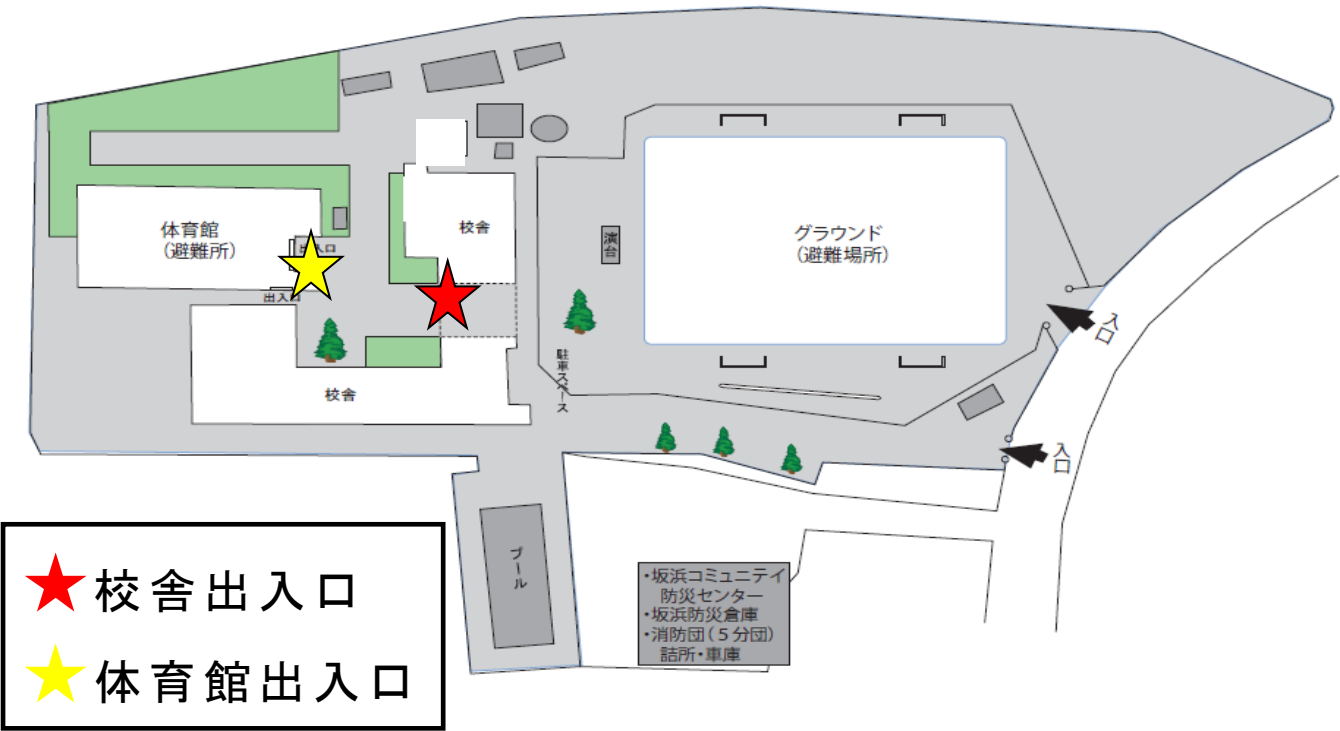 体育館
（避難所）
出入口
出入口
校舎
演台
グラウンド
（避難場所）
入口
駐車スペース
校舎
入口
プール
・坂浜コミュニテイ
防災センター
・坂浜防災倉庫
・消防団（５分団）
詰所・車庫
校舎出入口
体育館出入口